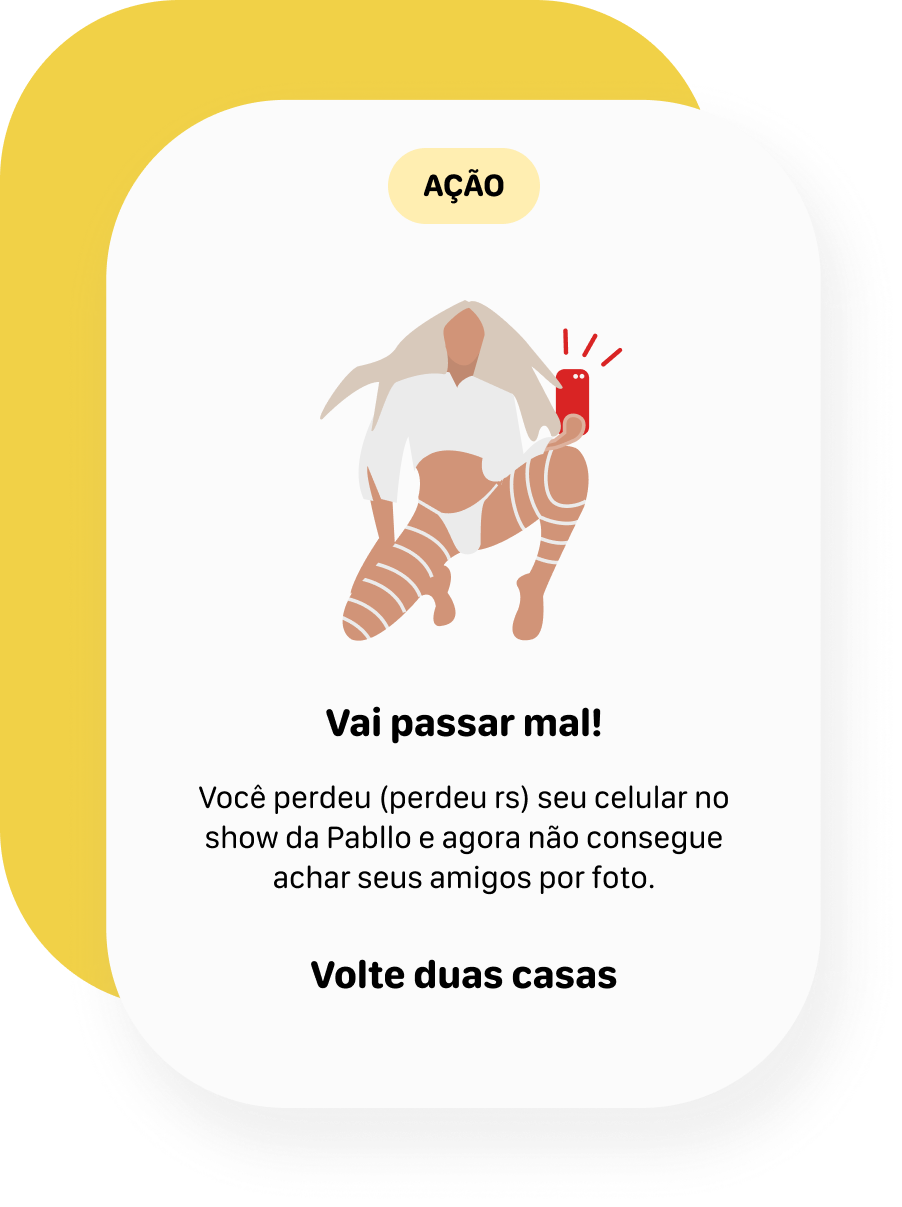 AÇÃO
Vai passar mal!
Você perdeu (perdeu rs) seu celular no
show da Pabllo e agora não consegue
achar seus amigos por foto.
Volte duas casas